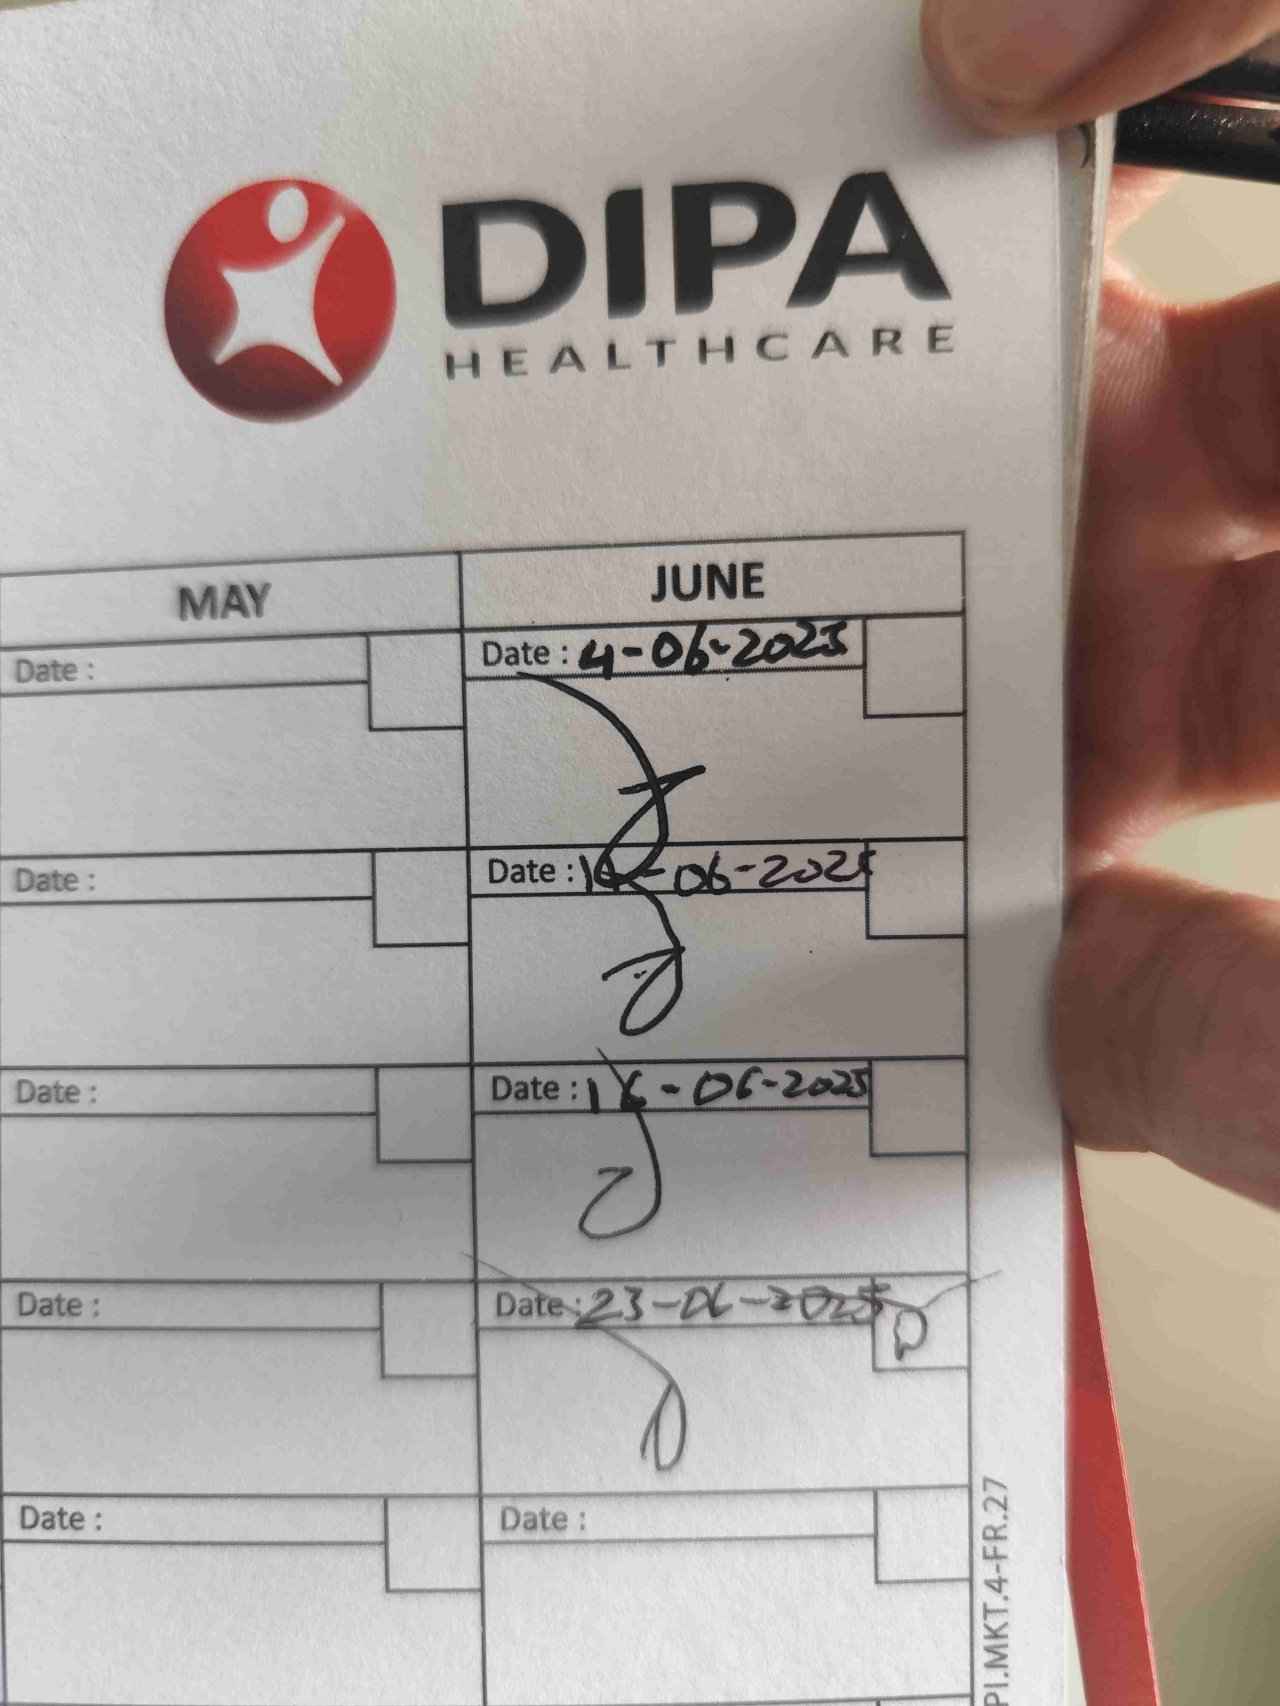 DIPA
HEALTHCARE
MAY JUNE
Date : Date : 4-06-2025
Date : Date : -06-2025
Date : Date : 16-06-2025
Date : Date : 23-06-2025
Date : Date :
PI.MKT.4-FR.27